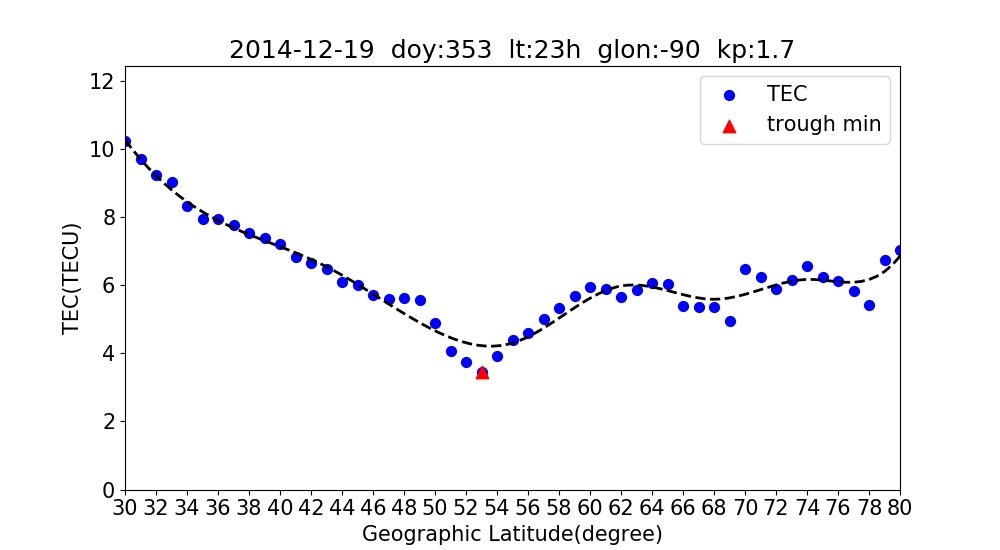 2014-12-19  doy:353  lt:23h  glon:-90  kp:1.7
TEC
trough min
12
10
8
6
4
2
0
TEC(TECU)
30 32 34 36 38 40 42 44 46 48 50 52 54 56 58 60 62 64 66 68 70 72 74 76 78 80
Geographic Latitude(degree)